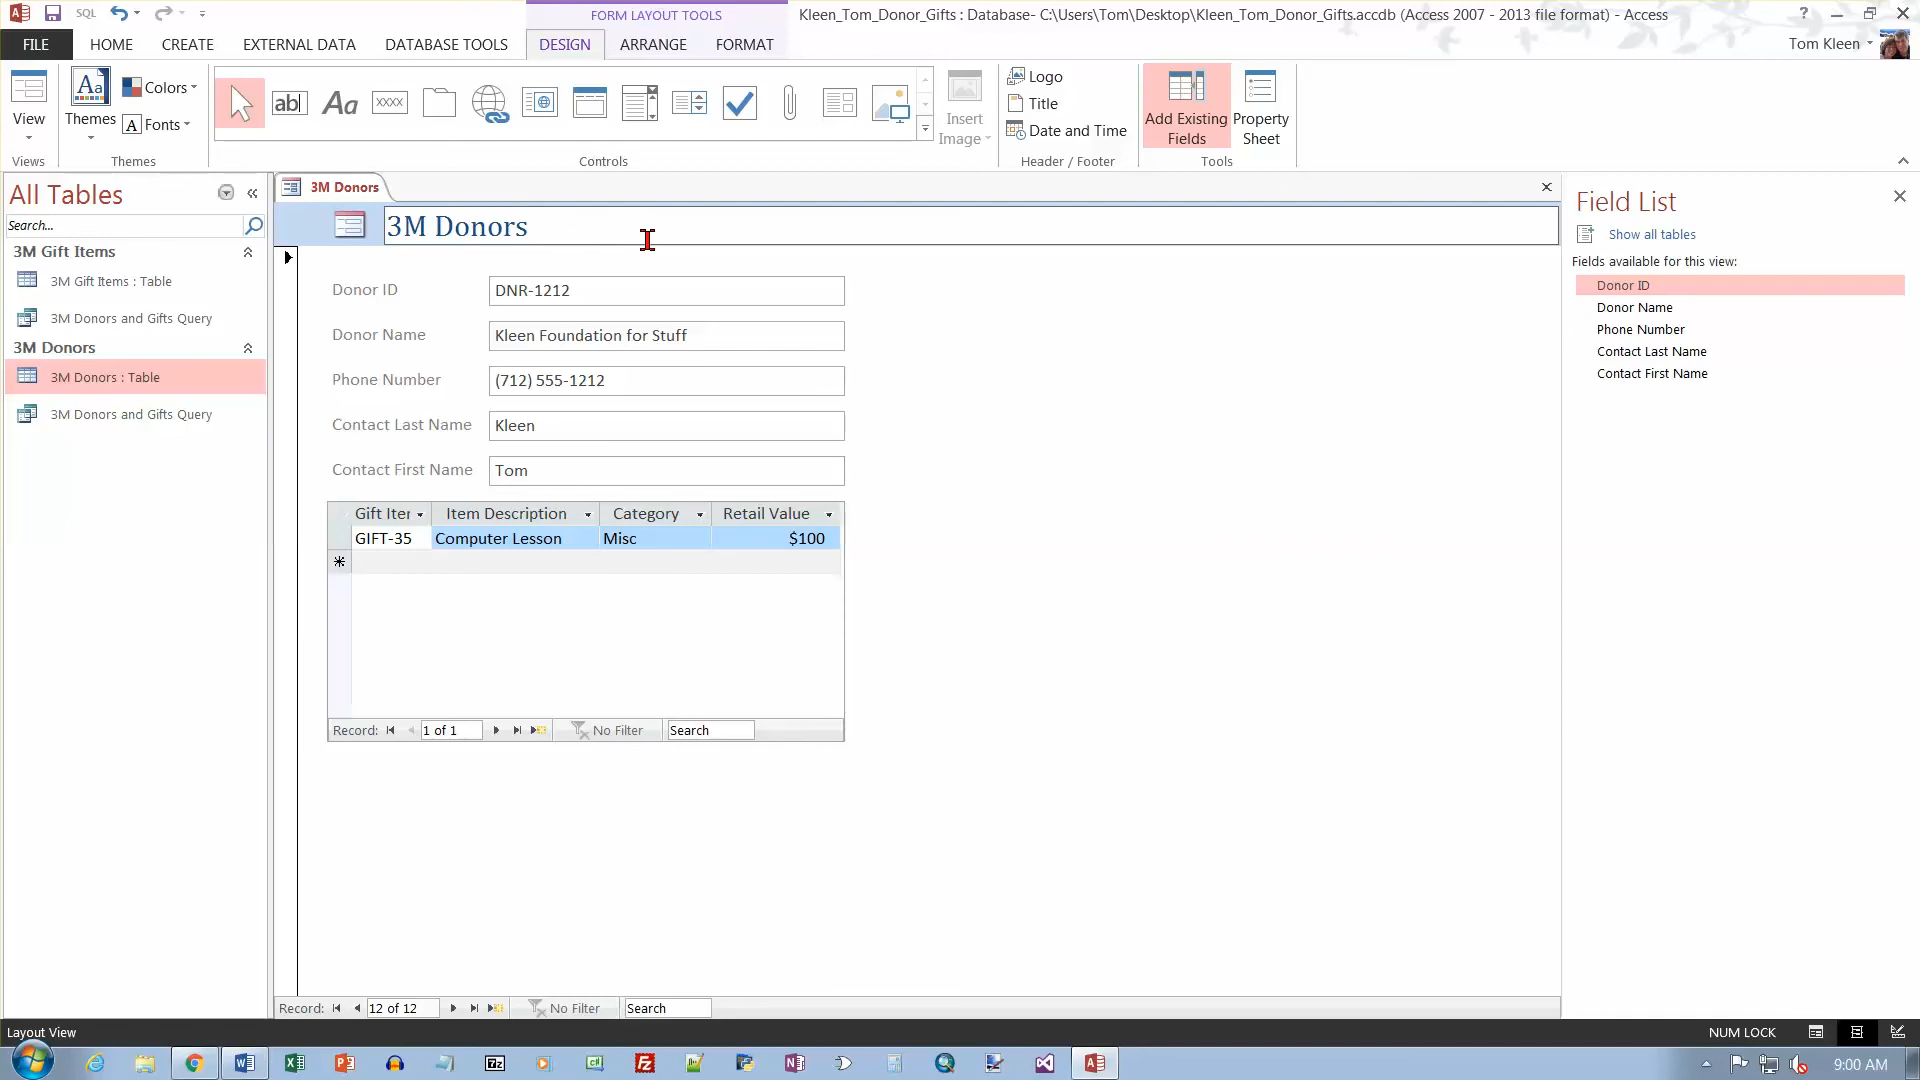 SQL
FORM LAYOUT TOOLS
Kleen_Tom_Donor_Gifts : Database- C:\Users\Tom\Desktop\Kleen_Tom_Donor_Gifts.accdb (Access 2007 - 2013 file format) - Access
?
FILE HOME CREATE EXTERNAL DATA DATABASE TOOLS DESIGN ARRANGE FORMAT
Tom Kleen
View
Views
Aa
Themes
Colors
A Fonts
Themes
ab
Aa
XXXX
Controls
Insert
Image
Logo
Title
Date and Time
Header / Footer
Add Existing
Fields
Property
Sheet
Tools
All Tables
Search...
3M Gift Items
3M Gift Items : Table
3M Donors and Gifts Query
3M Donors
3M Donors : Table
3M Donors and Gifts Query
3M Donors
3M Donors
Donor ID DNR-1212
Donor Name Kleen Foundation for Stuff
Phone Number (712) 555-1212
Contact Last Name Kleen
Contact First Name Tom
Gift Iter Item Description Category Retail Value
GIFT-35 Computer Lesson Misc $100
Record: 1 of 1 No Filter Search
Record: 12 of 12 No Filter Search
Field List
Show all tables
Fields available for this view:
Donor ID
Donor Name
Phone Number
Contact Last Name
Contact First Name
Layout View
NUM LOCK
7z
9:00 AM